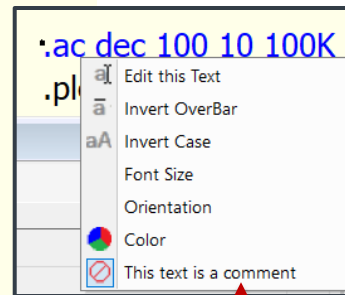 .ac dec 100 10 100K
.pl
Edit this Text
Invert OverBar
Invert Case
Font Size
Orientation
Color
This text is a comment